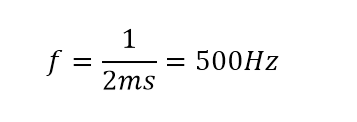 f = 1/2ms = 500Hz